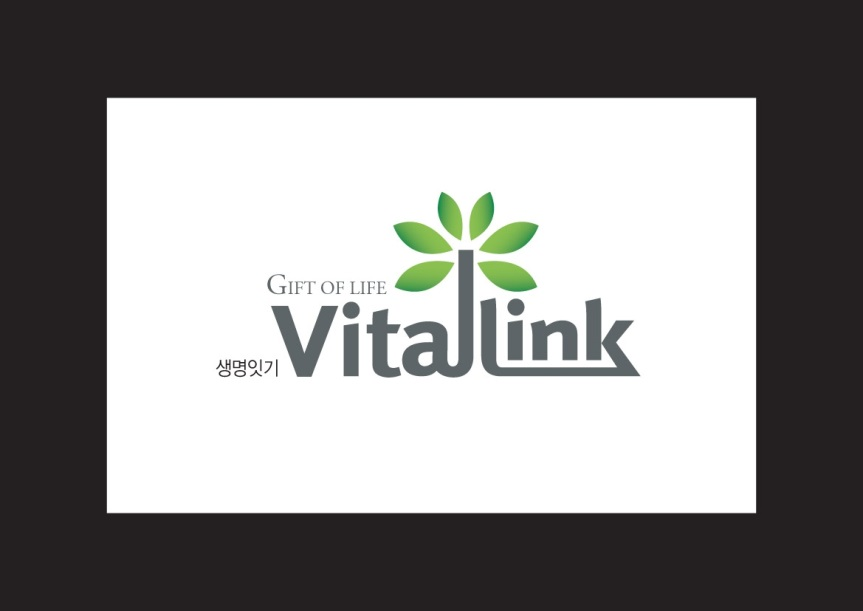 GIFT OF LIFE
Vitallink
생명잇기